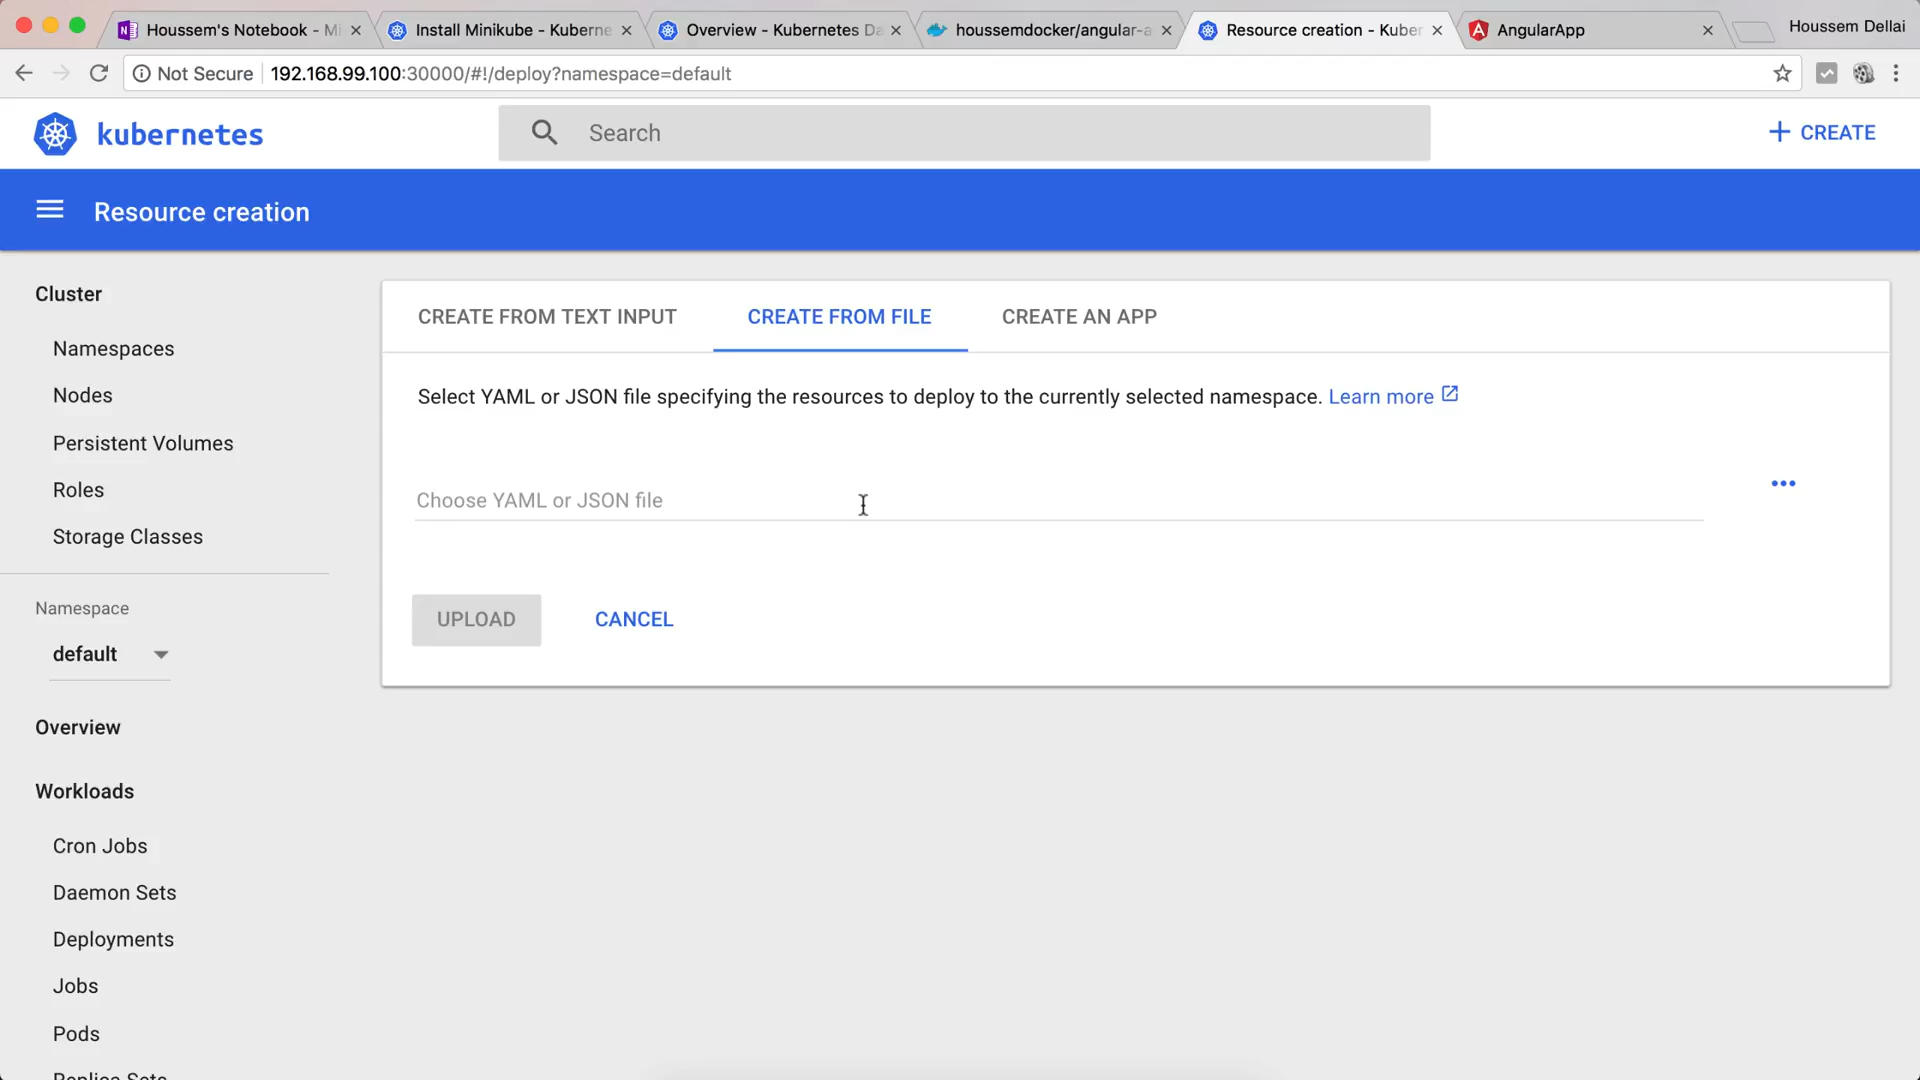 Houssem's Notebook - Mi
Install Minikube - Kuberne
Overview - Kubernetes Da
houssemdocker/angular-a
Resource creation - Kuber
AngularApp
Houssem Dellai
Not Secure
192.168.99.100:30000/#!/deploy?namespace=default
kubernetes
Search
+ CREATE
Resource creation
Cluster
Namespaces
Nodes
Persistent Volumes
Roles
Storage Classes
Namespace
default
Overview
Workloads
Cron Jobs
Daemon Sets
Deployments
Jobs
Pods
Replica Sets
CREATE FROM TEXT INPUT
CREATE FROM FILE
CREATE AN APP
Select YAML or JSON file specifying the resources to deploy to the currently selected namespace. Learn more
Choose YAML or JSON file
UPLOAD
CANCEL